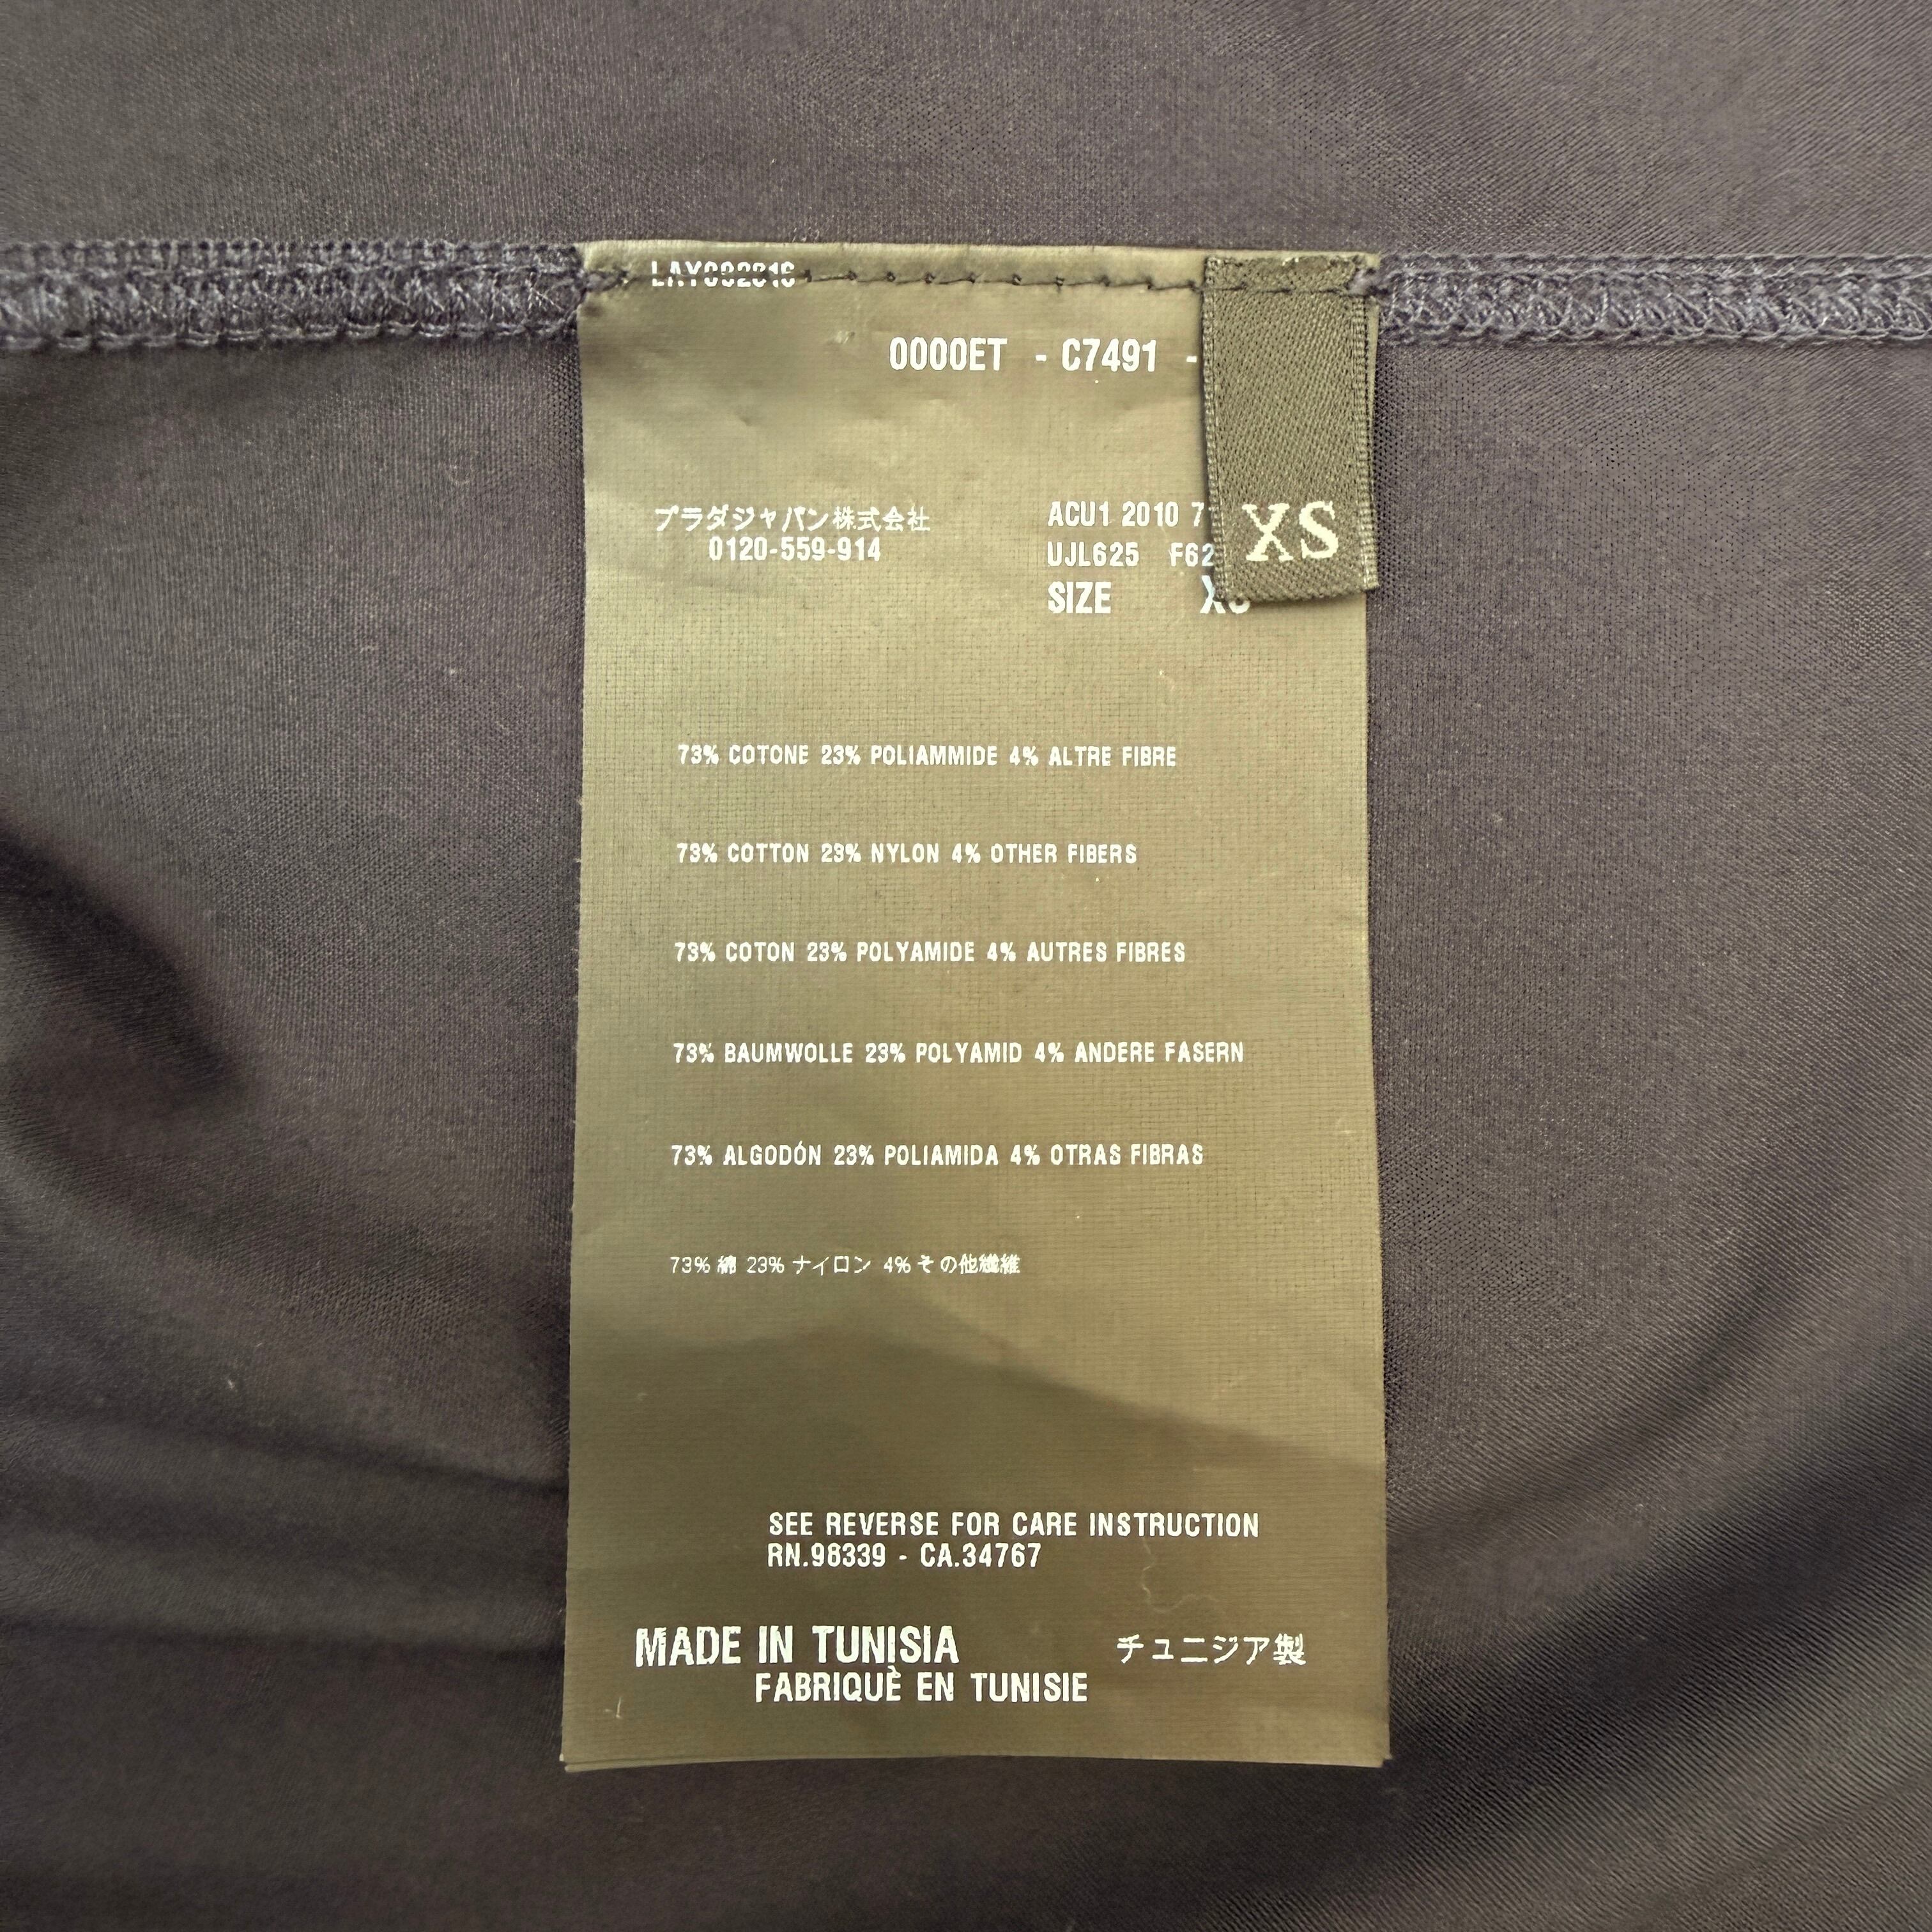 0000ET - C7491 -
プラダジャパン株式会社
0120-559-914
ACU1 2010
UJL625
SIZE
XS
73% COTONE 23% POLIAMMIDE 4% ALTRE FIBRE
73% COTTON 23% NYLON 4% OTHER FIBERS
73% COTON 23% POLYAMIDE 4% AUTRES FIBRES
73% BAUMWOLLE 23% POLYAMID 4% ANDERE FASERN
73% ALGODÓN 23% POLIAMIDA 4% OTRAS FIBRAS
73% 綿 23% ナイロン 4% その他繊維
SEE REVERSE FOR CARE INSTRUCTION
RN.98339 - CA.34767
MADE IN TUNISIA
チュニジア製
FABRIQUÈ EN TUNISIE